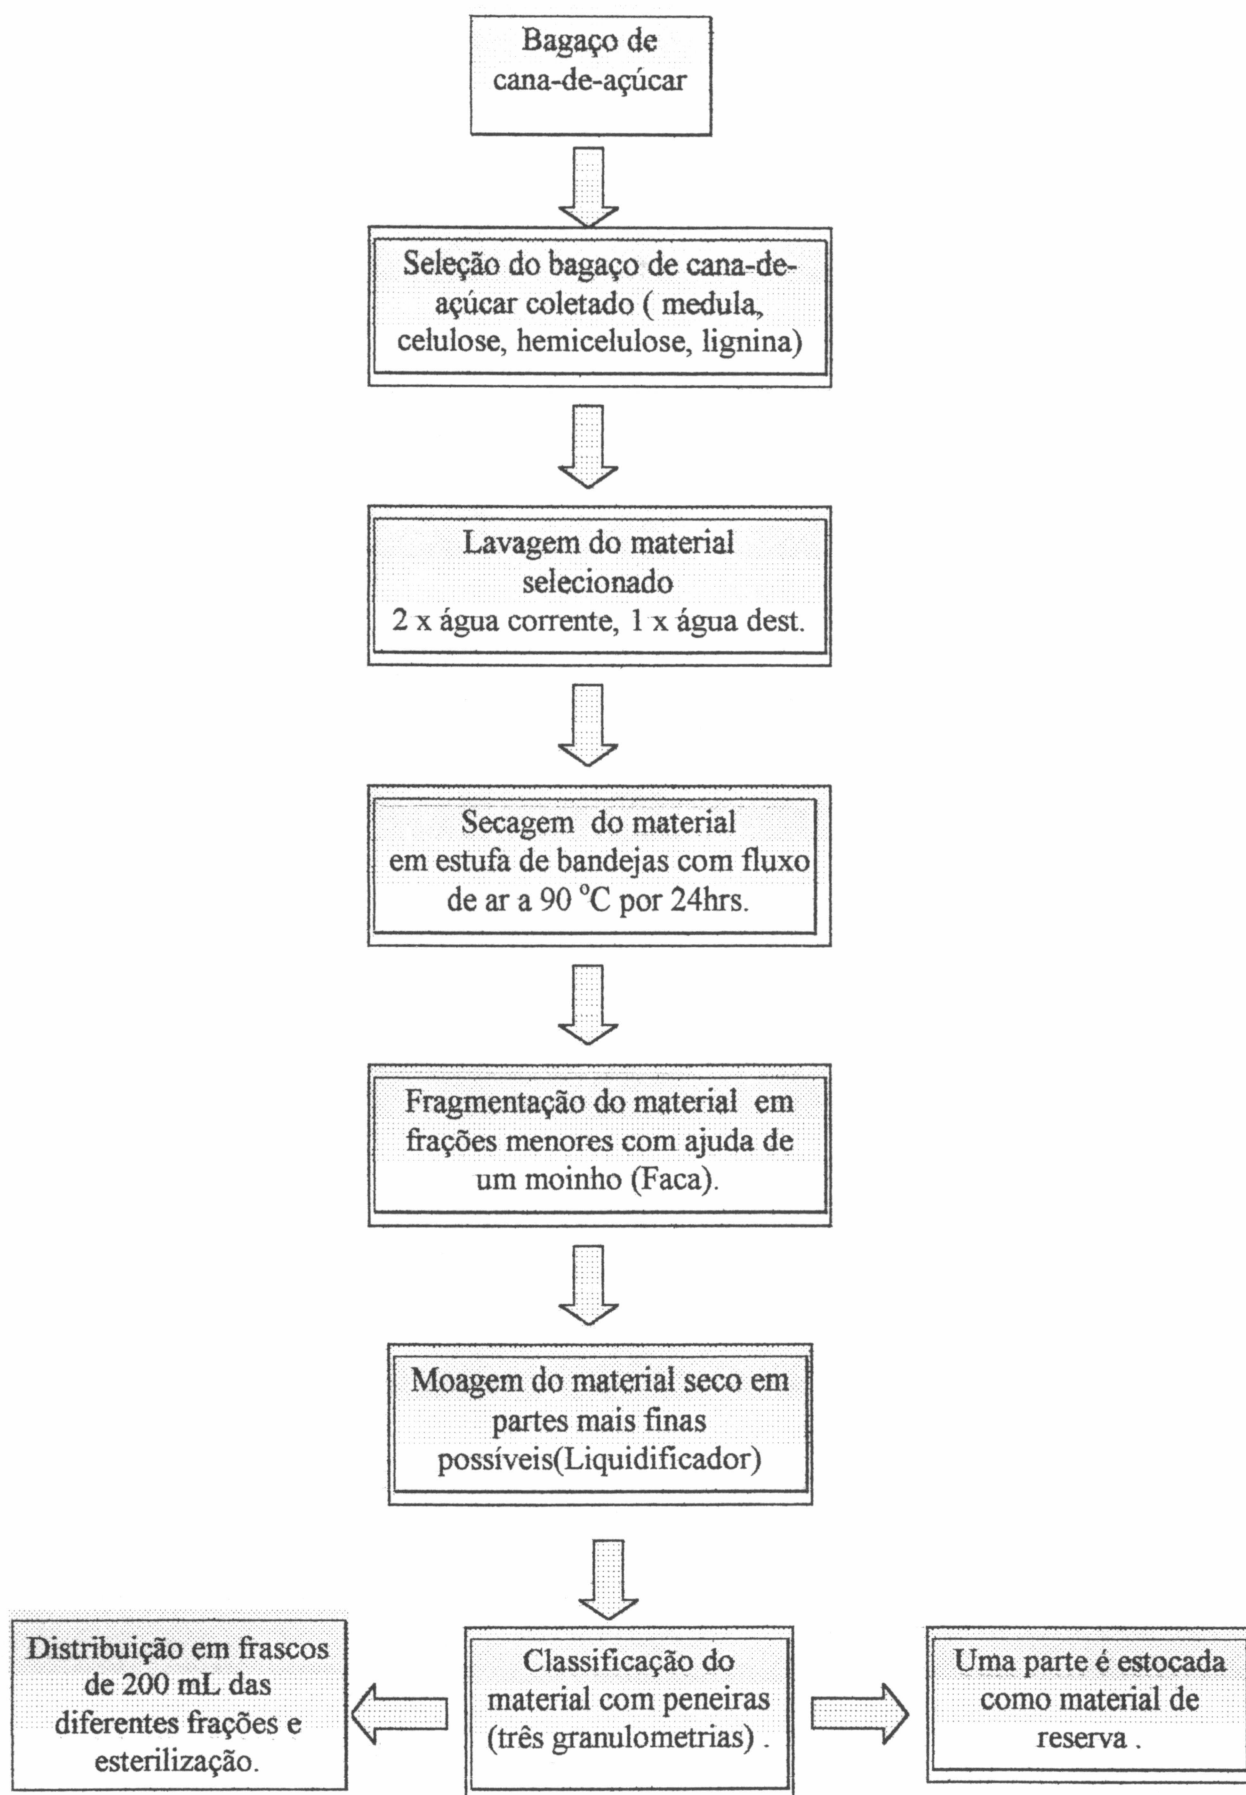 Bagaço de
cana-de-açúcar
Seleção do bagaço de cana-de-
açúcar coletado ( medula,
celulose, hemicelulose, lignina)
Lavagem do material
selecionado
2 x água corrente, 1 x água dest.
Secagem do material
em estufa de bandejas com fluxo
de ar a 90 °C por 24hrs.
Fragmentação do material em
frações menores com ajuda de
um moinho (Faca).
Moagem do material seco em
partes mais finas
possíveis(Liquidificador)
Distribuição em frascos
de 200 mL das
diferentes frações e
esterilização.
Classificação do
material com peneiras
(três granulometrias) .
Uma parte é estocada
como material de
reserva .